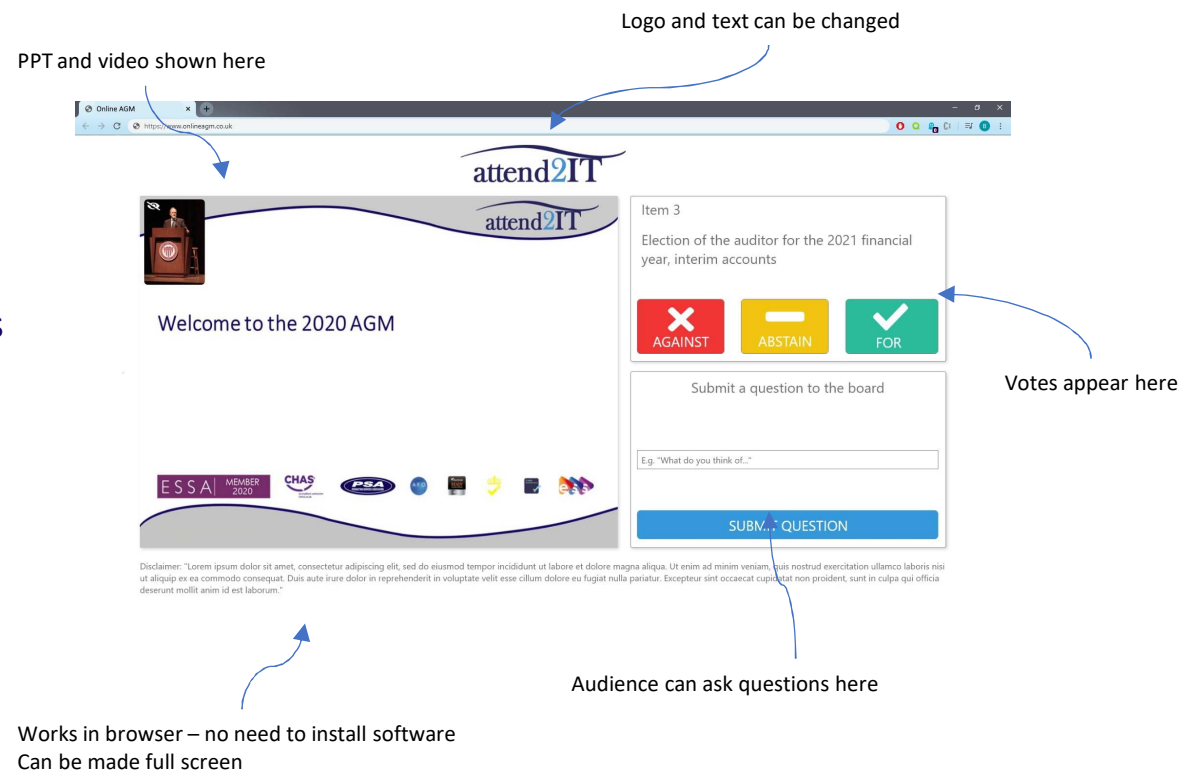 Logo and text can be changed
PPT and video shown here
Online AGM
https://www.onlineagm.co.uk
attend2IT
attend2IT
Item 3
Election of the auditor for the 2021 financial
year, interim accounts
Welcome to the 2020 AGM
AGAINST
ABSTAIN
FOR
s
Votes appear here
Submit a question to the board
E.g. "What do you think of..."
ESSA MEMBER
2020
CHAS
PSA
SUBMIT QUESTION
Disclaimer: "Lorem ipsum dolor sit amet, consectetur adipiscing elit, sed do eiusmod tempor incididunt ut labore et dolore magna aliqua. Ut enim ad minim veniam, quis nostrud exercitation ullamco laboris nisi
ut aliquip ex ea commodo consequat. Duis aute irure dolor in reprehenderit in voluptate velit esse cillum dolore eu fugiat nulla pariatur. Excepteur sint occaecat cupidatat non proident, sunt in culpa qui officia
deserunt mollit anim id est laborum."
Audience can ask questions here
Works in browser – no need to install software
Can be made full screen